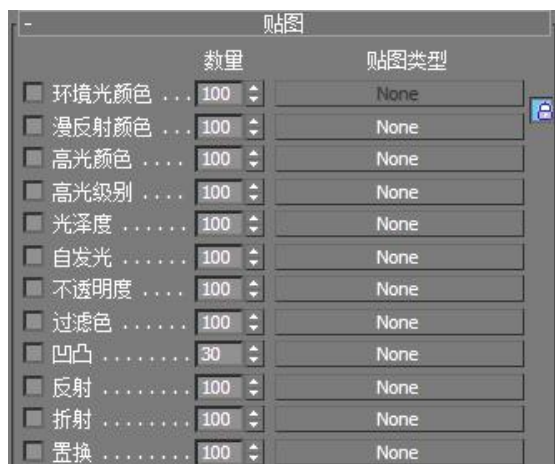 - 贴图
数量 贴图类型
环境光颜色 ... 100 None
漫反射颜色 ... 100 None
高光颜色 .... 100 None
高光级别 .... 100 None
光泽度 ...... 100 None
自发光 ...... 100 None
不透明度 .... 100 None
过滤色 ...... 100 None
凹凸 ........ 30 None
反射 ........ 100 None
折射 ........ 100 None
置换 ........ 100 None